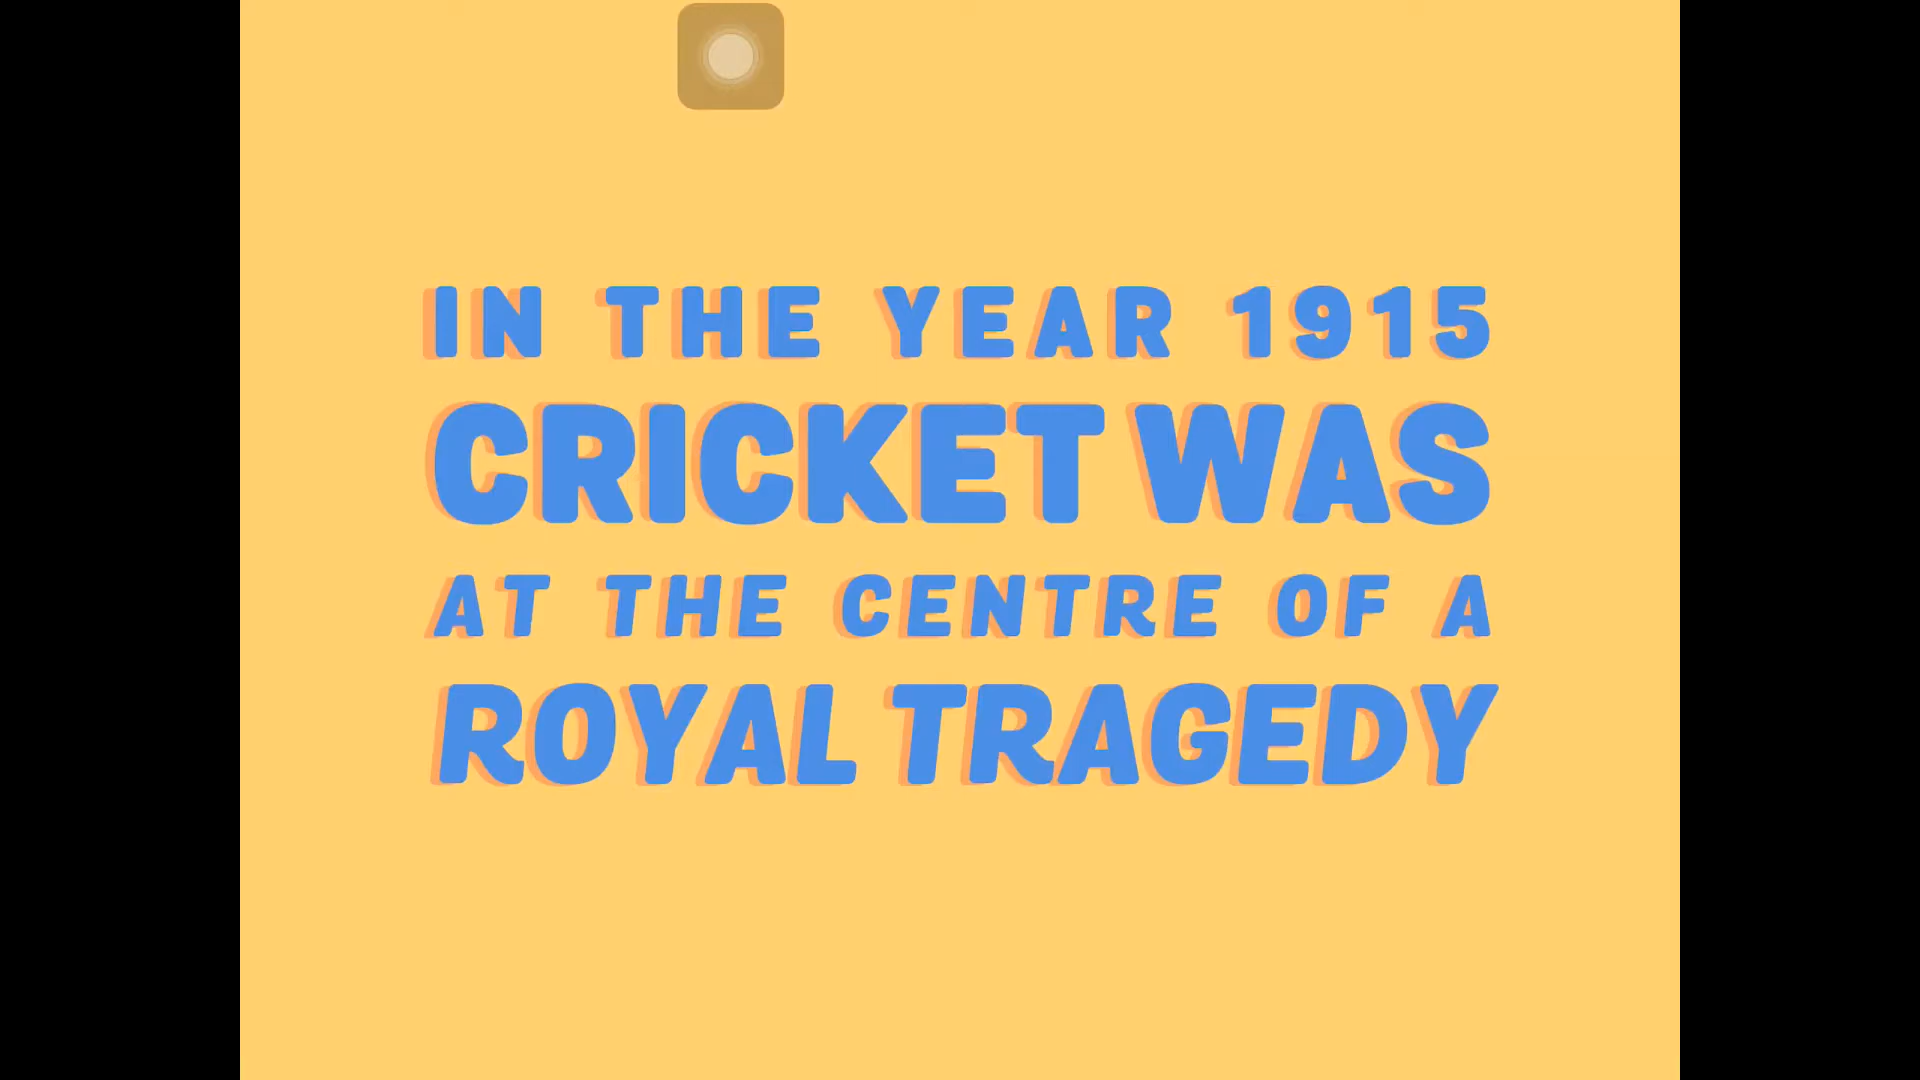 IN THE YEAR 1915
CRICKET WAS
AT THE CENTRE OF A
ROYAL TRAGEDY